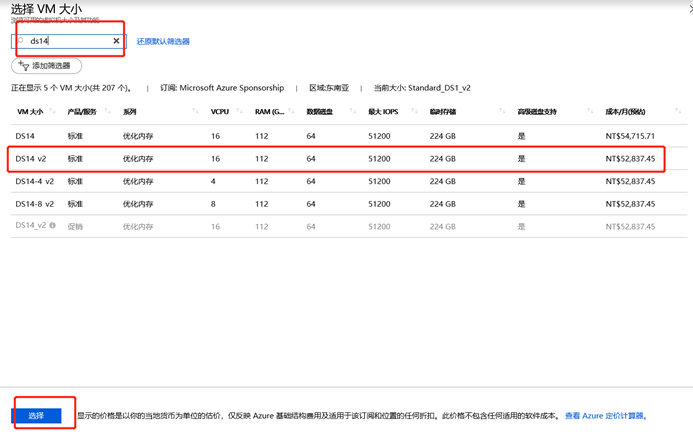 选择 VM 大小
浏览可用的虚拟机大小及其功能
ds14
还原默认筛选器
添加筛选器
正在显示 5 个 VM 大小(共 207 个)。 | 订阅: Microsoft Azure Sponsorship | 区域:东南亚 | 当前大小: Standard_DS1_v2
VM 大小 产品/服务 系列 VCPU RAM (G... 数据磁盘 最大 IOPS 临时存储 高级磁盘支持 成本/月(预估)
DS14 标准 优化内存 16 112 64 51200 224 GB 是 NT$54,715.71
DS14 v2 标准 优化内存 16 112 64 51200 224 GB 是 NT$52,837.45
DS14-4 v2 标准 优化内存 4 112 64 51200 224 GB 是 NT$52,837.45
DS14-8 v2 标准 优化内存 8 112 64 51200 224 GB 是 NT$52,837.45
DS14_v2 促销 优化内存 16 112 64 51200 224 GB 是 NT$52,837.45
选择
显示的价格是以你的当地货币为单位的估价，仅反映 Azure 基础结构费用及适用于该订阅和位置的任何折扣。此价格不包含任何适用的软件成本。 查看 Azure 定价计算器。